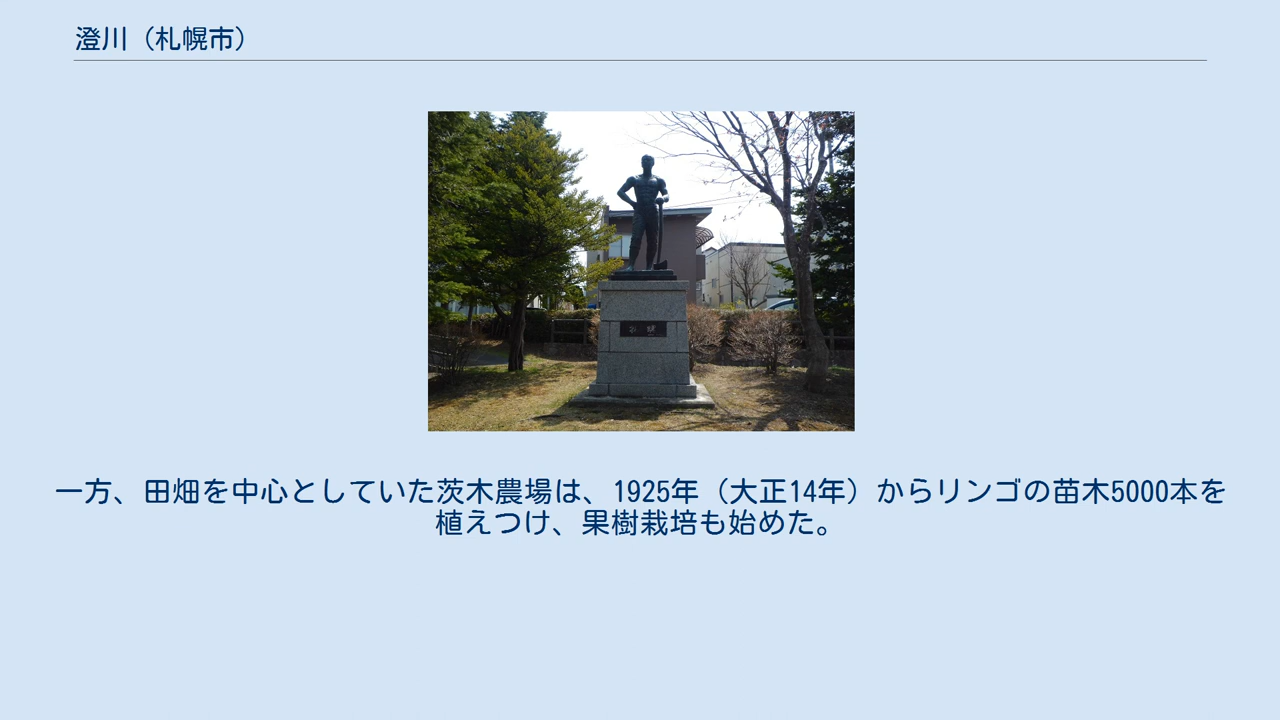 澄川（札幌市）
一方、田畑を中心としていた茨木農場は、1925年（大正14年）からリンゴの苗木5000本を
植えつけ、果樹栽培も始めた。